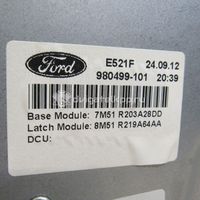 Ford E521F 24.09.12
980499-101 20:39
Base Module: 7M51 R203A28DD
Latch Module: 8M51 R219A64AA
DCU: